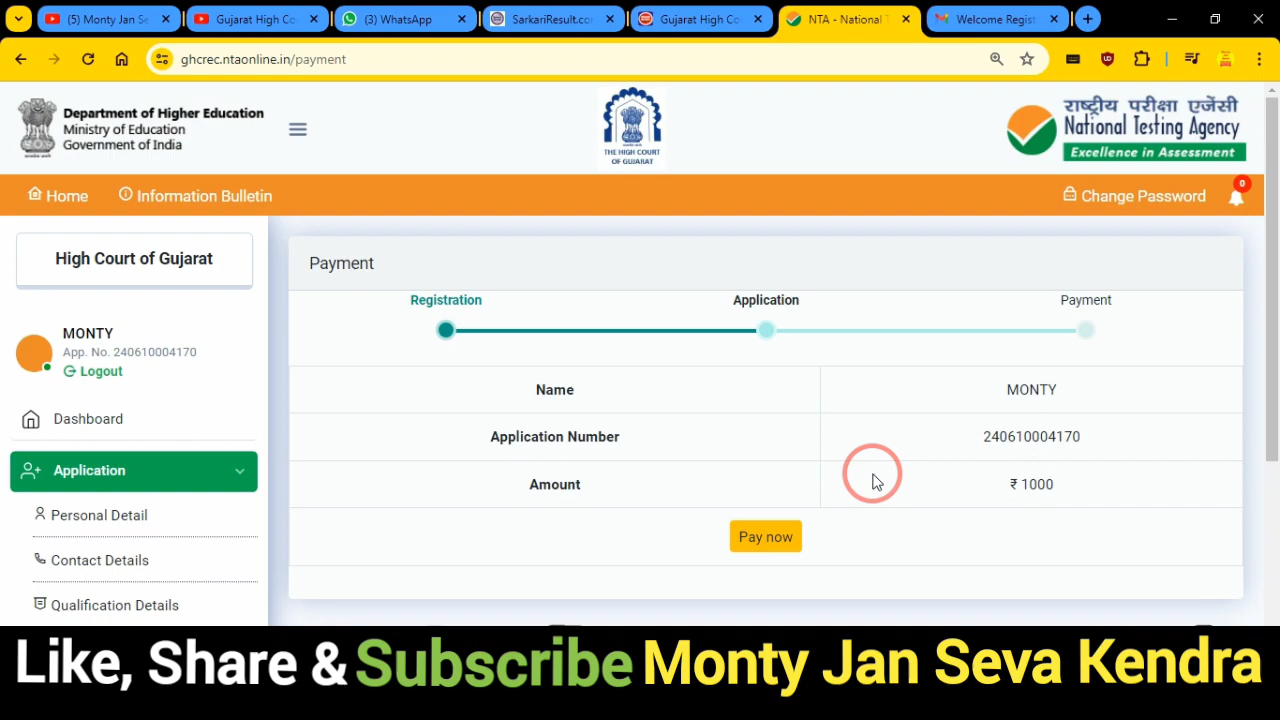 (5) Monty Jan Se
Gujarat High Co
(3) WhatsApp
SarkariResult.co
Gujarat High Co
NTA - National T
Welcome Regist
ghcrec.ntaonline.in/payment
Department of Higher Education
Ministry of Education
Government of India
THE HIGH COURT
OF GUJARAT
राष्ट्रीय परीक्षा एजेंसी
National Testing Agency
Excellence in Assessment
Home
Information Bulletin
Change Password
0
High Court of Gujarat
MONTY
App. No. 240610004170
Logout
Dashboard
Application
Personal Detail
Contact Details
Qualification Details
Payment
Registration
Application
Payment
Name MONTY
Application Number 240610004170
Amount ₹ 1000
Pay now
Like, Share & Subscribe Monty Jan Seva Kendra